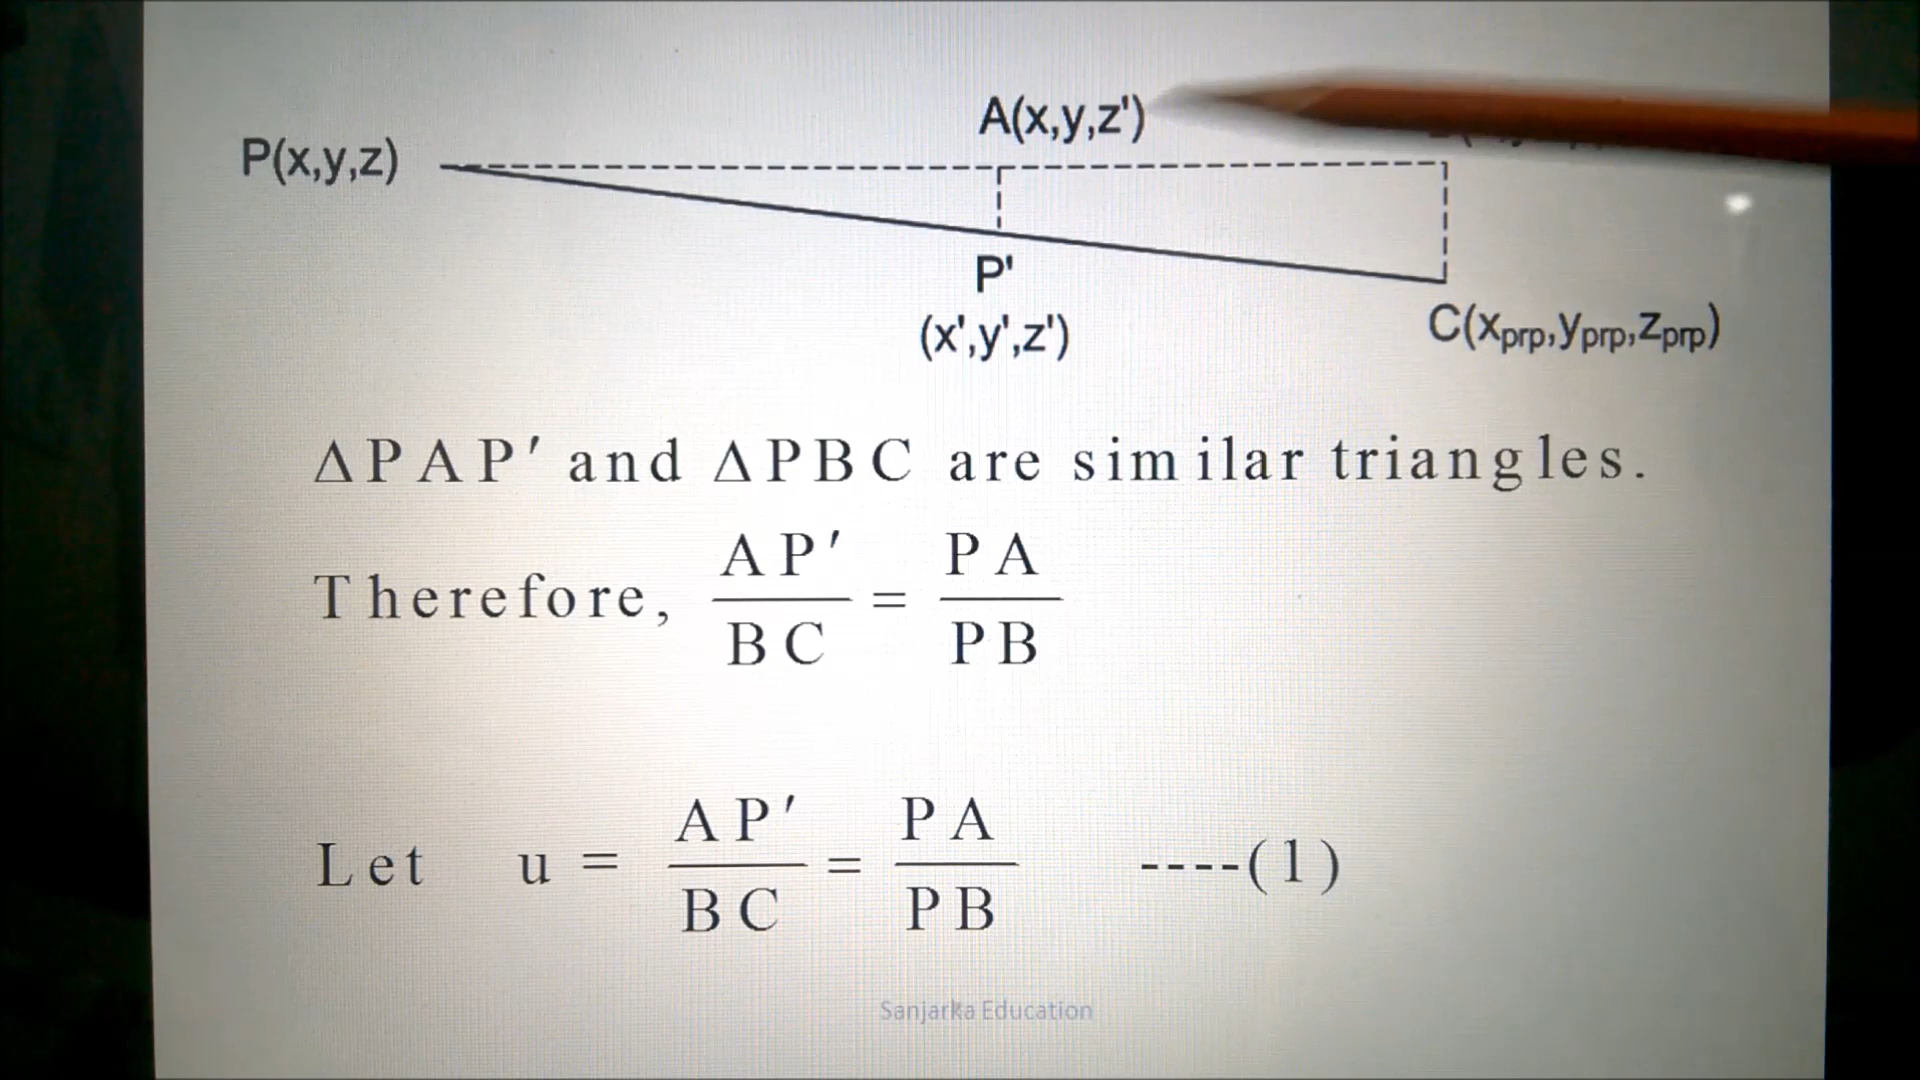 A(x,y,z')
P(x,y,z)
P'
(x',y',z')
C(xprp,yprp,zprp)
ΔPAP′ and ΔPBC are similar triangles.
Therefore, AP′/BC = PA/PB
Let u = AP′/BC = PA/PB ----(1)
Sanjarka Education